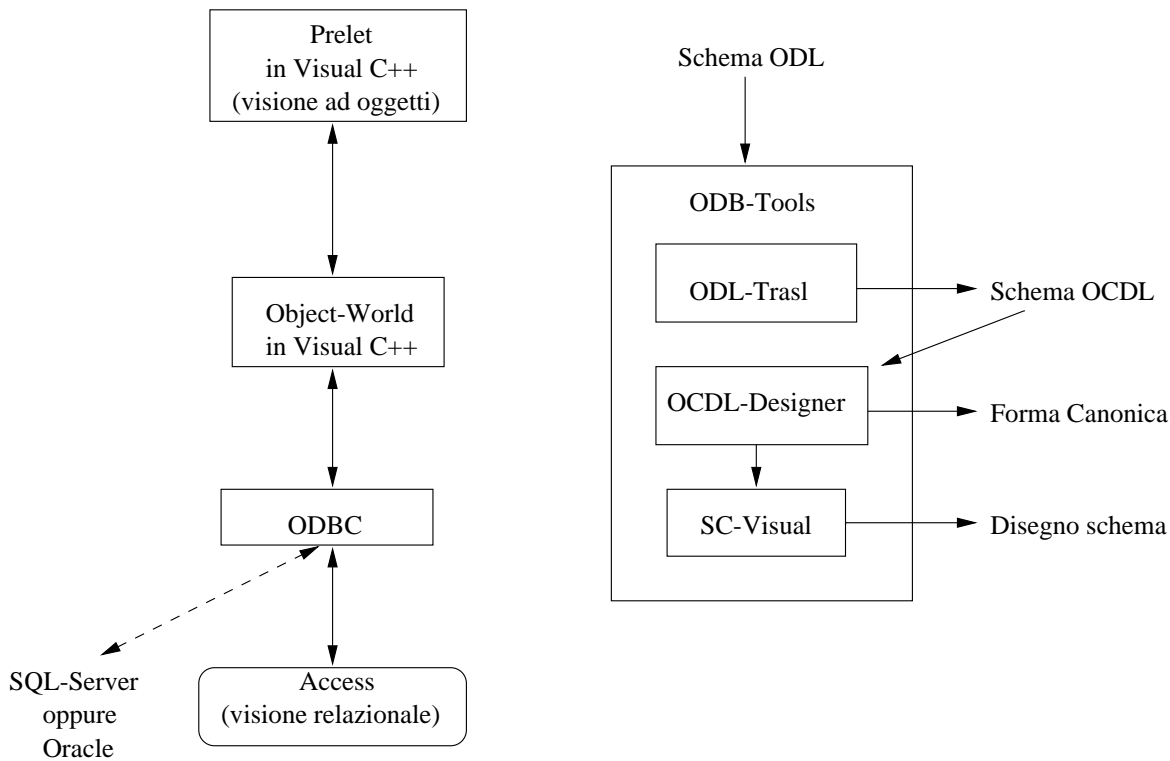 Prelet
in Visual C++
(visione ad oggetti)
Object-World
in Visual C++
ODBC
SQL-Server
oppure
Oracle
Access
(visione relazionale)
Schema ODL
ODB-Tools
ODL-Trasl
Schema OCDL
OCDL-Designer
Forma Canonica
SC-Visual
Disegno schema